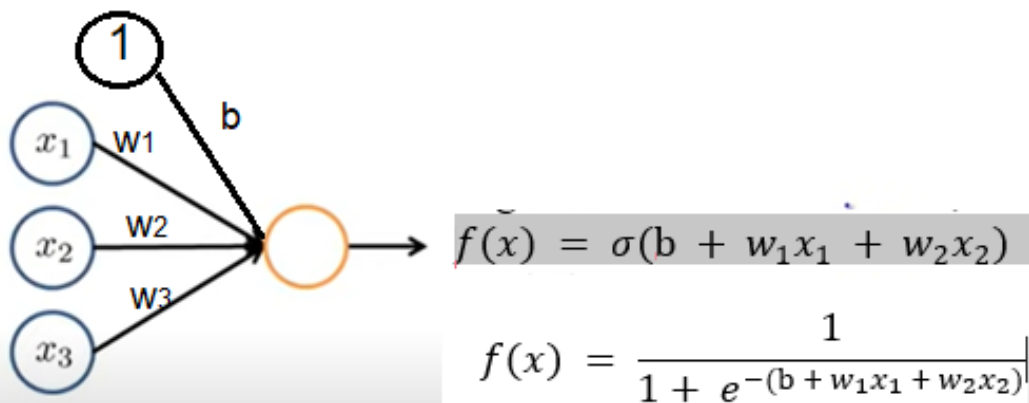 1
b
x₁ W1
x₂ W2
x₃ W3
f(x) = σ(b + w₁x₁ + w₂x₂)
f(x) = 1 / (1 + e^−(b + w₁x₁ + w₂x₂))